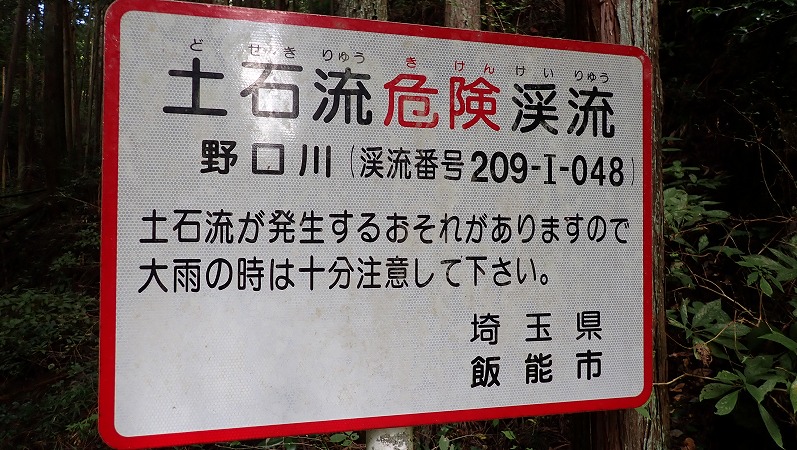 ど せ き りゅう き けん けい りゅう
土石流危険渓流
野口川(渓流番号209-I-048)
土石流が発生するおそれがありますので
大雨の時は十分注意して下さい。
埼玉県
飯能市